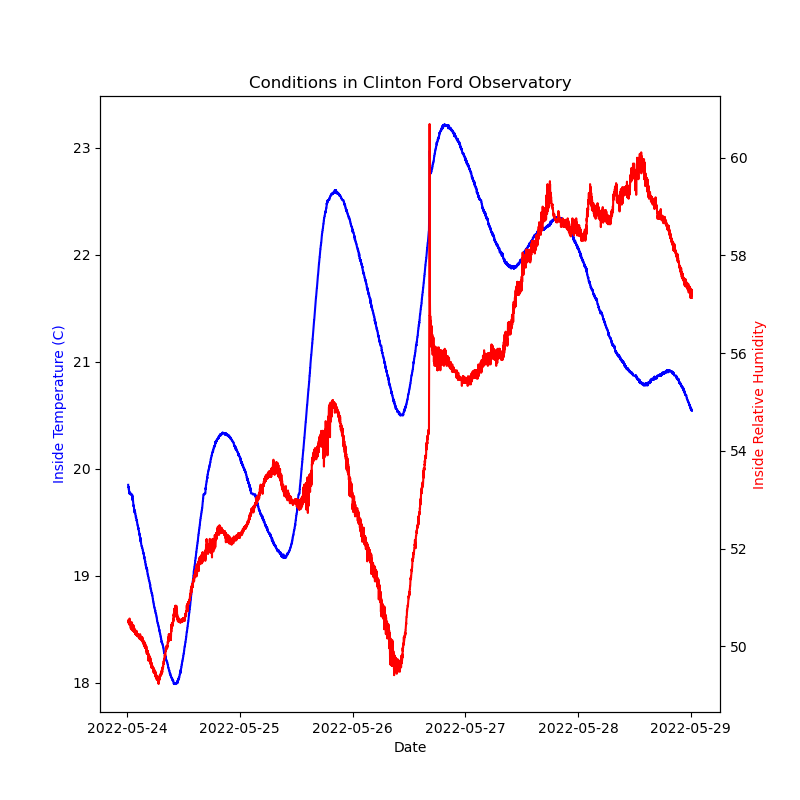 Conditions in Clinton Ford Observatory
Inside Temperature (C)
23
22
21
20
19
18
60
58
56
54
52
50
Inside Relative Humidity
2022-05-24 2022-05-25 2022-05-26 2022-05-27 2022-05-28 2022-05-29
Date